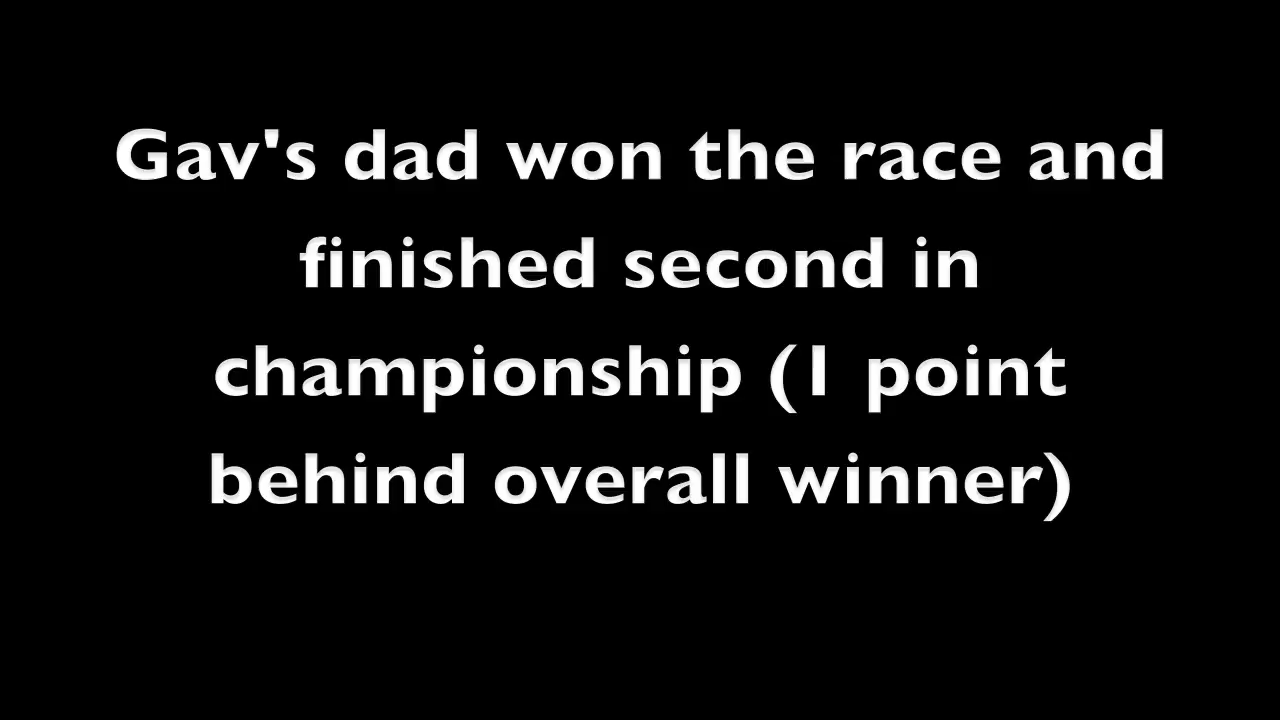 Gav's dad won the race and
finished second in
championship (1 point
behind overall winner)